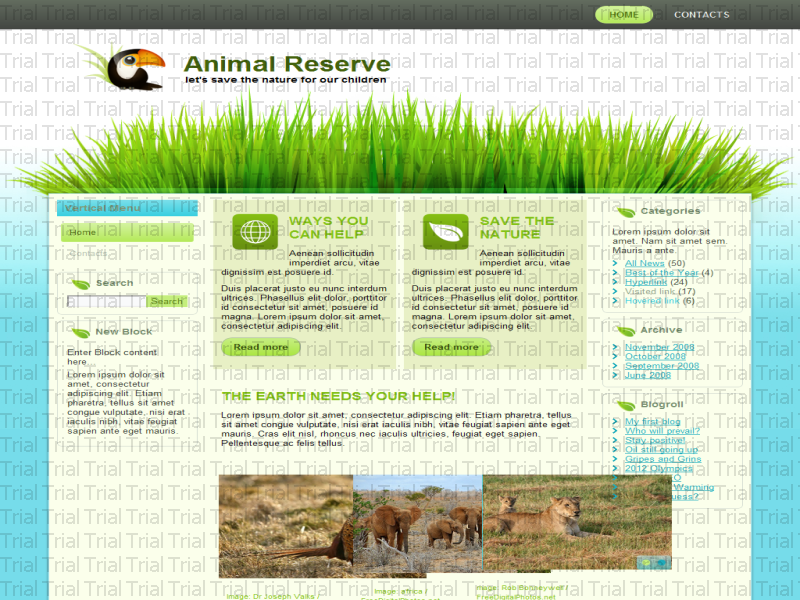 HOME
CONTACTS
Animal Reserve
let's save the nature for our children
Vertical Menu
Home
Contacts
Search
Search
New Block
Enter Block content
here...
Lorem ipsum dolor sit
amet, consectetur
adipiscing elit. Etiam
pharetra, tellus sit amet
congue vulputate, nisi erat
iaculis nibh, vitae feugiat
sapien ante eget mauris.
WAYS YOU
CAN HELP
Aenean sollicitudin
imperdiet arcu, vitae
dignissim est posuere id.
Duis placerat justo eu nunc interdum
ultrices. Phasellus elit dolor, porttitor
id consectetur sit amet, posuere id
magna. Lorem ipsum dolor sit amet,
consectetur adipiscing elit.
Read more
SAVE THE
NATURE
Aenean sollicitudin
imperdiet arcu, vitae
dignissim est posuere id.
Duis placerat justo eu nunc interdum
ultrices. Phasellus elit dolor, porttitor
id consectetur sit amet, posuere id
magna. Lorem ipsum dolor sit amet,
consectetur adipiscing elit.
Read more
THE EARTH NEEDS YOUR HELP!
Lorem ipsum dolor sit amet, consectetur adipiscing elit. Etiam pharetra, tellus
sit amet congue vulputate, nisi erat iaculis nibh, vitae feugiat sapien ante eget
mauris. Cras elit nisl, rhoncus nec iaculis ultricies, feugiat eget sapien.
Pellentesque ac felis tellus.
Image: Dr Joseph Valks /
Image: africa /
FreeDigitalPhotos.net
Image: Rob Bottneywell /
FreeDigitalPhotos.net
Categories
Lorem ipsum dolor sit
amet. Nam sit amet sem.
Mauris a ante.
All News (50)
Best of the Year (4)
Hyperlink (24)
Visited link (17)
Hovered link (6)
Archive
November 2008
October 2008
September 2008
June 2008
Blogroll
My first blog
Who will prevail?
Stay positive!
Oil still going up
Gripes and Grins
2012 Olympics
Warming
Trial